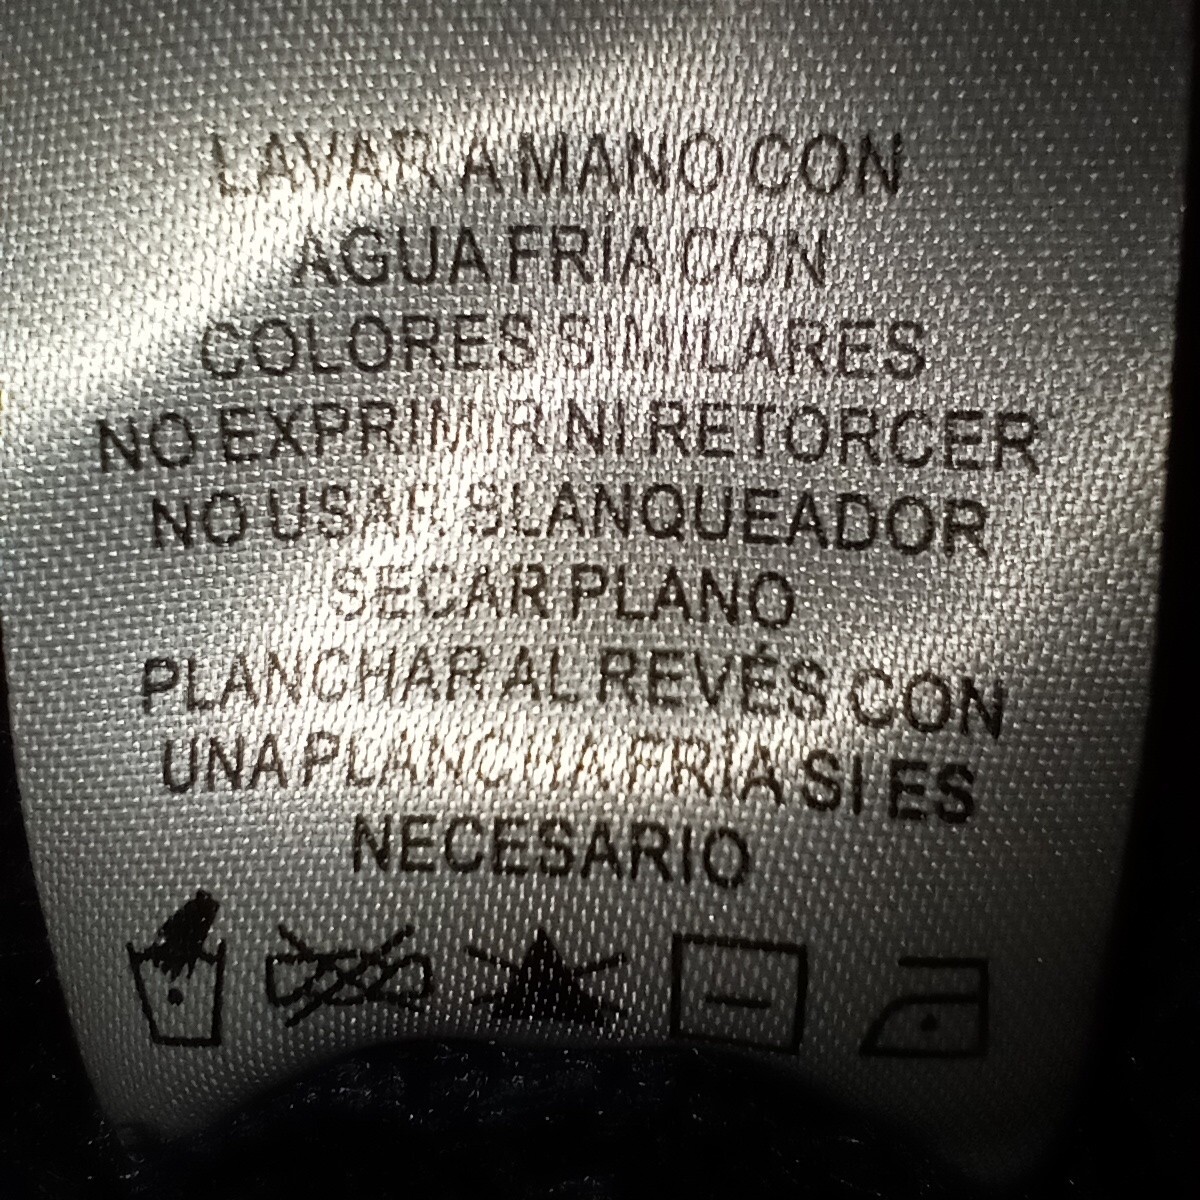 LAVAR A MANO CON
AGUA FRÍA CON
COLORES SIMILARES
NO EXPRIMIR NI RETORCER
NO USAR BLANQUEADOR
SECAR PLANO
PLANCHAR AL REVÉS CON
UNA PLANCHA FRÍA SI ES
NECESARIO